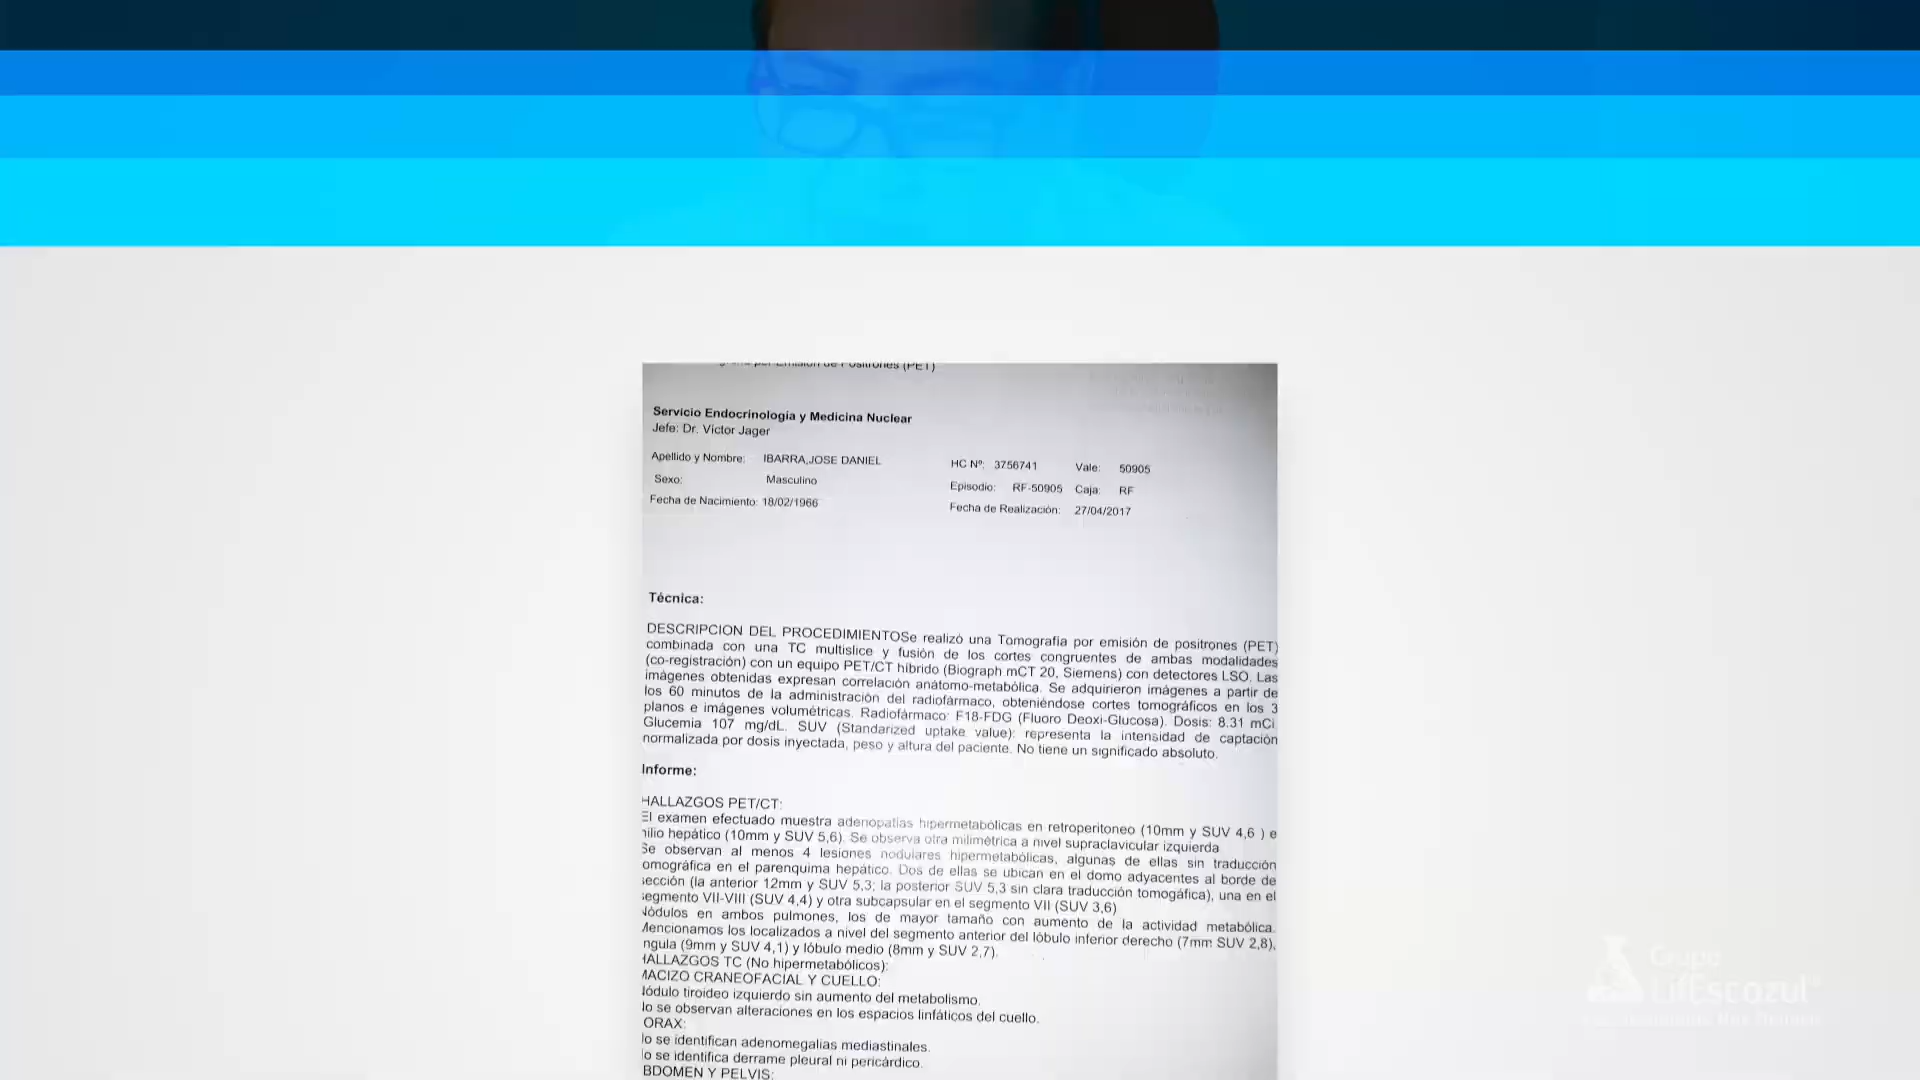 por Emisión de Positrones (PET)
Servicio Endocrinologia y Medicina Nuclear
Jefe: Dr. Victor Jager
Apellido y Nombre: IBARRA,JOSE DANIEL HC Nº: 3756741 Vale: 50905
Sexo: Masculino Episodio: RF-50905 Caja: RF
Fecha de Nacimiento: 18/02/1966 Fecha de Realización: 27/04/2017
Técnica:
DESCRIPCION DEL PROCEDIMIENTOSe realizó una Tomografia por emisión de positrones (PET)
combinada con una TC multislice y fusión de los cortes congruentes de ambas modalidades
(co-registración) con un equipo PET/CT híbrido (Biograph mCT 20, Siemens) con detectores LSO. Las
imágenes obtenidas expresan correlación anátomo-metabólica. Se adquirieron imágenes a partir de
los 60 minutos de la administración del radiofármaco, obteniéndose cortes tomográficos en los 3
planos e imágenes volumétricas. Radiofármaco: F18-FDG (Fluoro Deoxi-Glucosa). Dosis: 8.31 mCi
Glucemia 107 mg/dL. SUV (Standarized uptake value): representa la intensidad de captación
normalizada por dosis inyectada, peso y altura del paciente. No tiene un significado absoluto.
Informe:
HALLAZGOS PET/CT:
El examen efectuado muestra adenopatías hipermetabólicas en retroperitoneo (10mm y SUV 4,6 ) e
hilio hepático (10mm y SUV 5,6). Se observa otra milimétrica a nivel supraclavicular izquierda
Se observan al menos 4 lesiones nodulares hipermetabólicas, algunas de ellas sin traducción
omográfica en el parenquima hepático. Dos de ellas se ubican en el domo adyacentes al borde de
sección (la anterior 12mm y SUV 5,3; la posterior SUV 5,3 sin clara traducción tomogáfica), una en el
segmento VII-VIII (SUV 4,4) y otra subcapsular en el segmento VII (SUV 3,6)
Nódulos en ambos pulmones, los de mayor tamaño con aumento de la actividad metabólica.
Mencionamos los localizados a nivel del segmento anterior del lóbulo inferior derecho (7mm SUV 2,8),
ngula (9mm y SUV 4,1) y lóbulo medio (8mm y SUV 2,7).
HALLAZGOS TC (No hipermetabólicos):
MACIZO CRANEOFACIAL Y CUELLO:
Nódulo tiroideo izquierdo sin aumento del metabolismo.
No se observan alteraciones en los espacios linfáticos del cuello.
ORAX:
No se identifican adenomegalias mediastinales.
No se identifica derrame pleural ni pericárdico.
BDOMEN Y PELVIS:
Grupo
LifEscozul